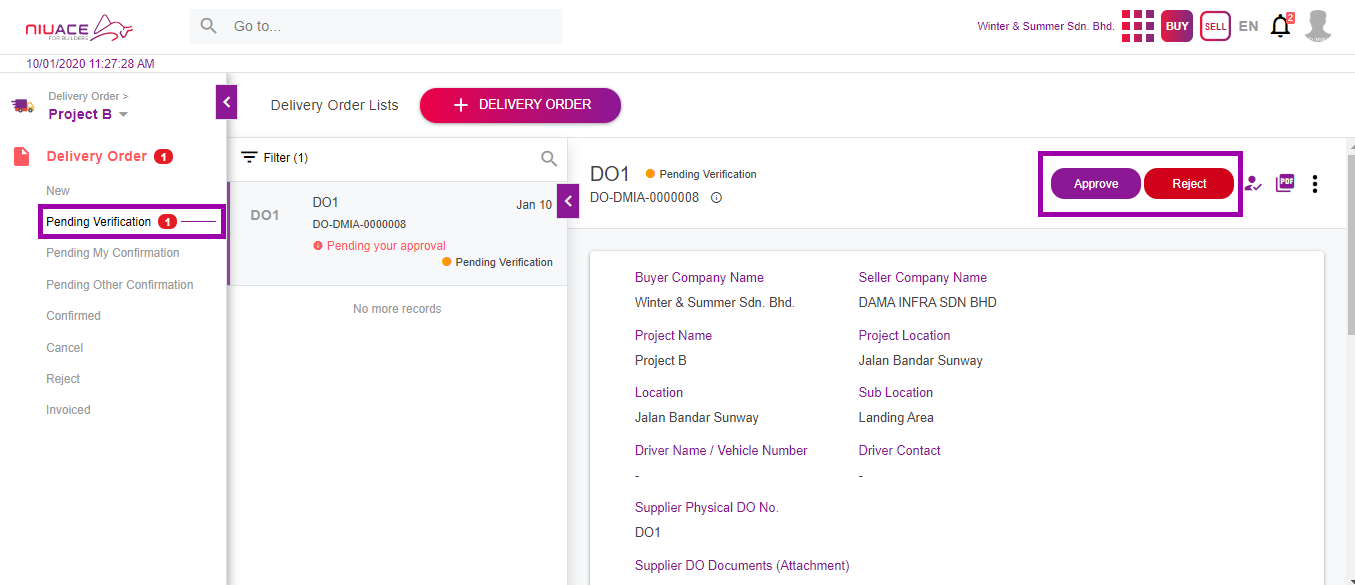 NIUACE
FOR BUILDERS
Go to...
Winter & Summer Sdn. Bhd.
BUY
SELL
EN
2
10/01/2020 11:27:28 AM
Delivery Order >
Project B
Delivery Order 1
New
Pending Verification 1
Pending My Confirmation
Pending Other Confirmation
Confirmed
Cancel
Reject
Invoiced
Delivery Order Lists
+ DELIVERY ORDER
Filter (1)
DO1
DO1
Jan 10
DO-DMIA-0000008
Pending your approval
Pending Verification
No more records
DO1
Pending Verification
DO-DMIA-0000008
Approve
Reject
PDF
Buyer Company Name
Seller Company Name
Winter & Summer Sdn. Bhd.
DAMA INFRA SDN BHD
Project Name
Project Location
Project B
Jalan Bandar Sunway
Location
Sub Location
Jalan Bandar Sunway
Landing Area
Driver Name / Vehicle Number
Driver Contact
-
-
Supplier Physical DO No.
DO1
Supplier DO Documents (Attachment)